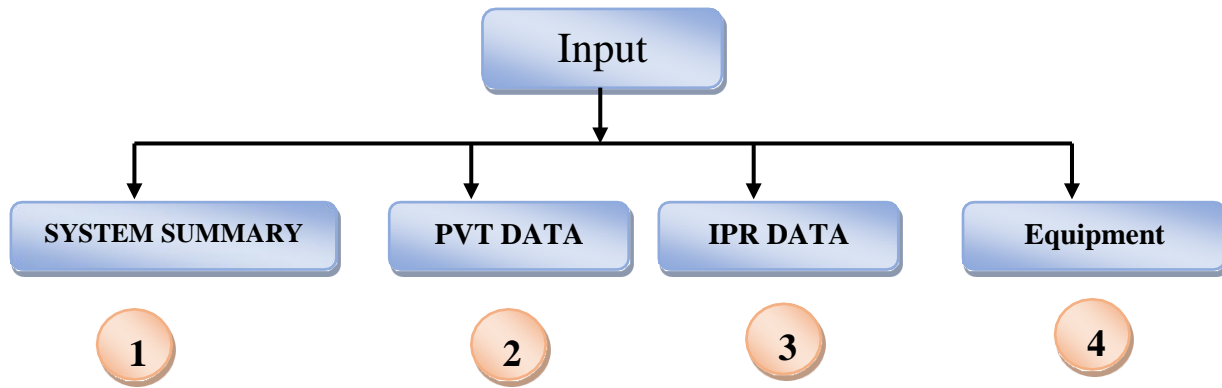 Input
SYSTEM SUMMARY
PVT DATA
IPR DATA
Equipment
1
2
3
4